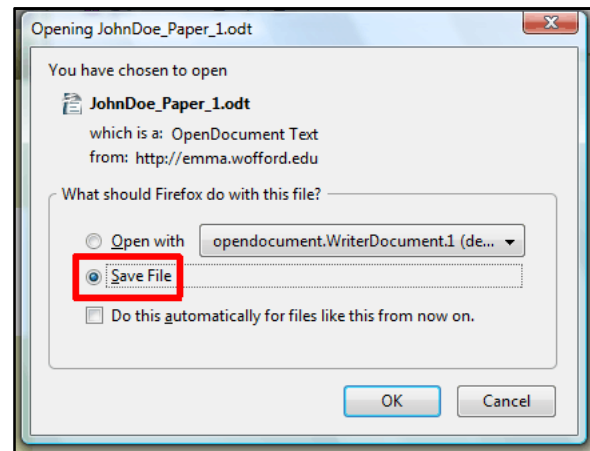 Opening JohnDoe_Paper_1.odt
You have chosen to open
JohnDoe_Paper_1.odt
which is a: OpenDocument Text
from: http://emma.wofford.edu
What should Firefox do with this file?
Open with opendocument.WriterDocument.1 (de...
Save File
Do this automatically for files like this from now on.
OK Cancel